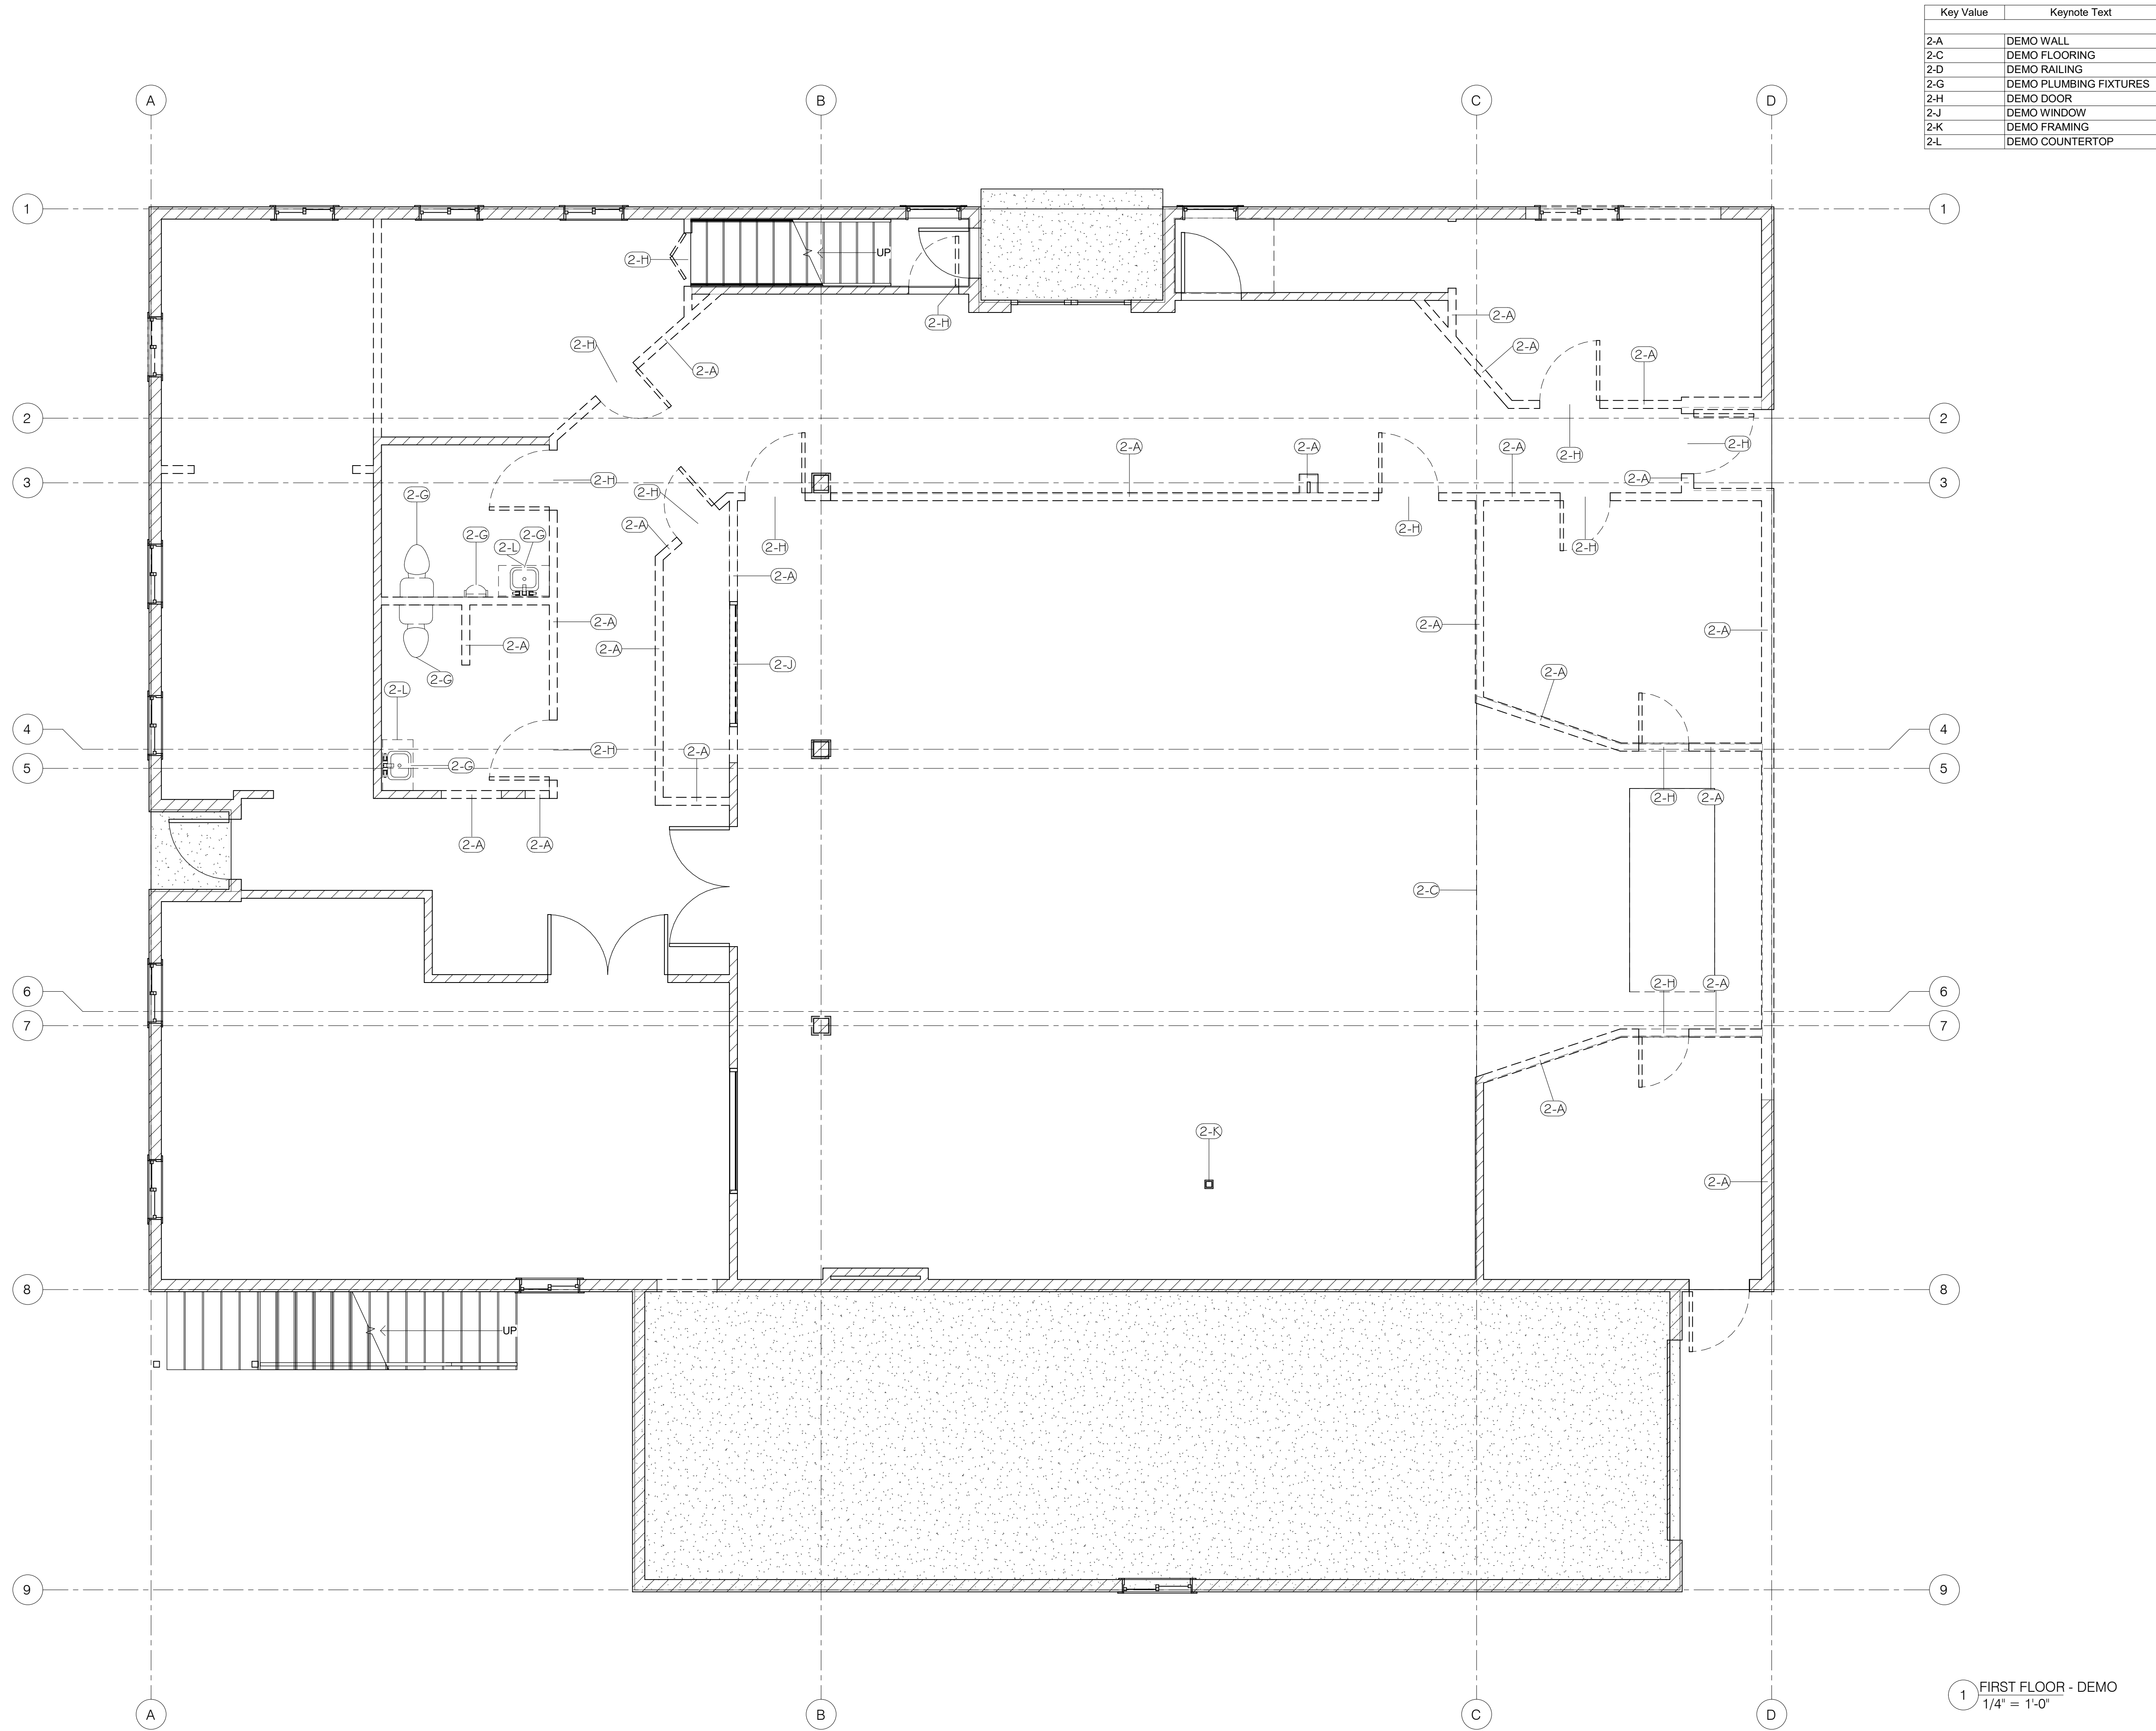 Key Value Keynote Text
2-A DEMO WALL
2-C DEMO FLOORING
2-D DEMO RAILING
2-G DEMO PLUMBING FIXTURES
2-H DEMO DOOR
2-J DEMO WINDOW
2-K DEMO FRAMING
2-L DEMO COUNTERTOP
A B C D
1 1
UP
2-H
2-H
2-A
2-H 2-A
2-A
2-A
2 2
2-A 2-A 2-A 2-H
2-H
2-H 2-A
3 3
2-H
2-G
2-A 2-H 2-H
2-G 2-G
2-L 2-H
2-A
2-A 2-A 2-A
2-A 2-A
2-J
2-G 2-A
2-L
4 4
2-H 2-A
2-G
5 5
2-H 2-A
2-A 2-A
2-C
2-H 2-A
6 6
7 7
2-A
2-K
2-A
8 8
UP
9 9
1 FIRST FLOOR - DEMO
1/4" = 1'-0"
A B C D